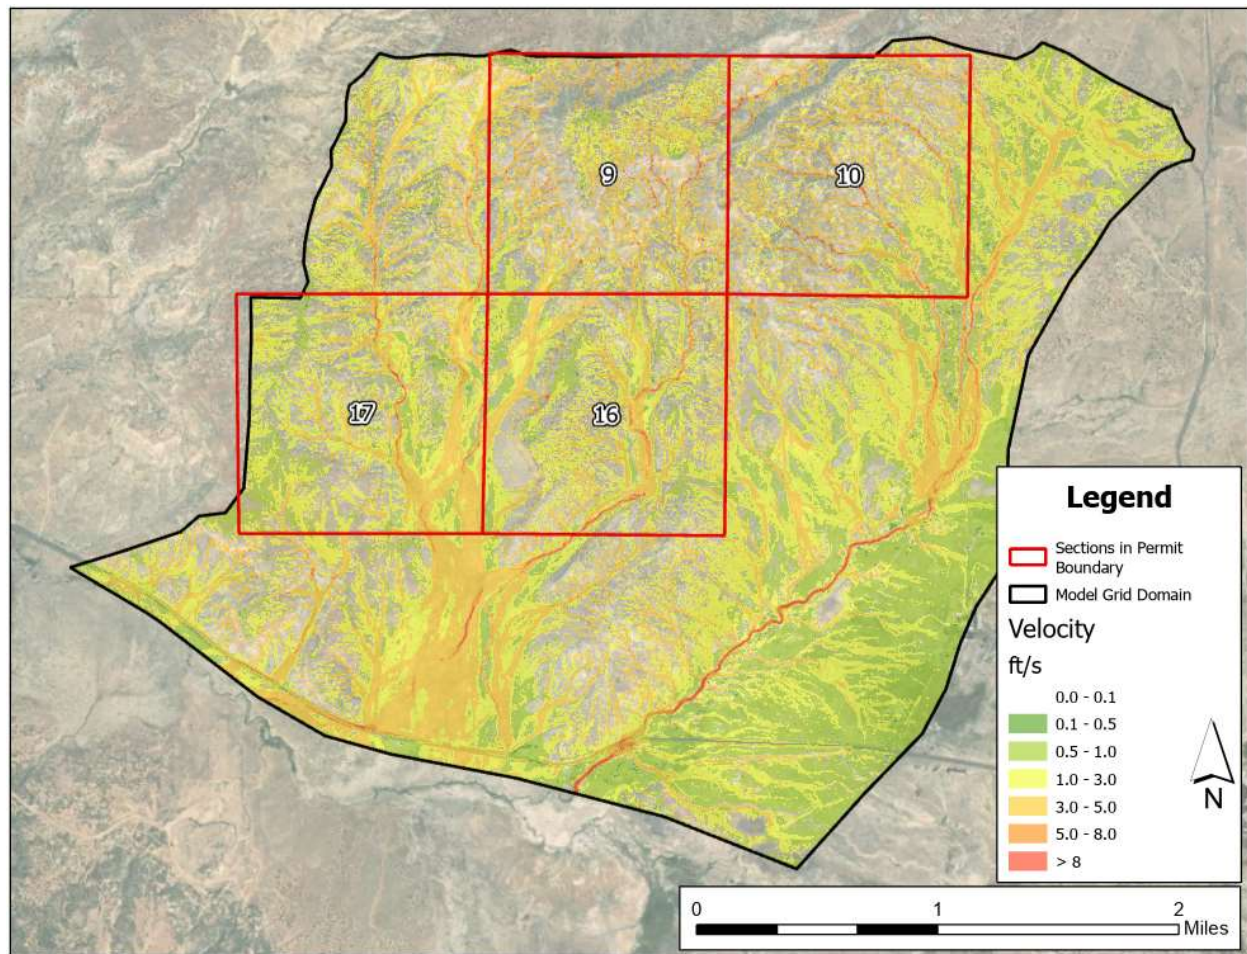 9
10
17
16
Legend
Sections in Permit
Boundary
Model Grid Domain
Velocity
ft/s
0.0 - 0.1
0.1 - 0.5
0.5 - 1.0
1.0 - 3.0
3.0 - 5.0
5.0 - 8.0
> 8
N
0 1 2
Miles